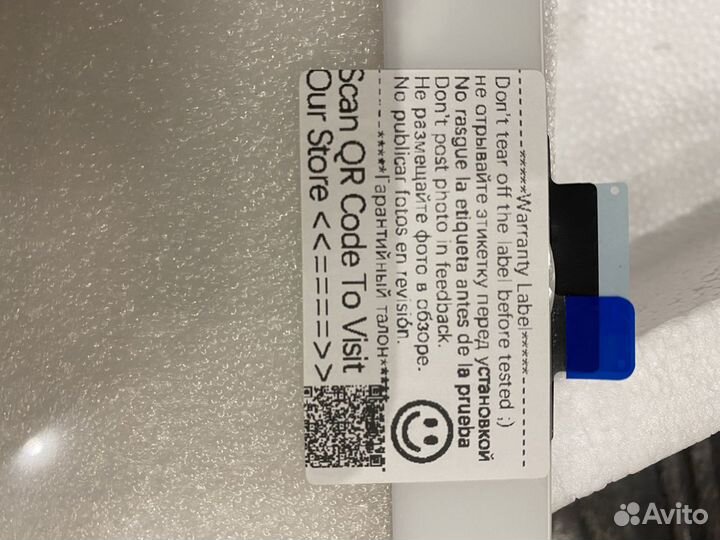 ------*****Warranty Label*****-----
Don't tear off the label before tested ;)
не отрывайте этикетку перед установкой
No rasgue la etiqueta antes de la prueba
Don't post photo in feedback.
Не размещайте фото в обзоре.
No publicar fotos en revisión.
------****Гарантийный талон*****
Scan QR Code To Visit
Our Store <<====>>
Avito